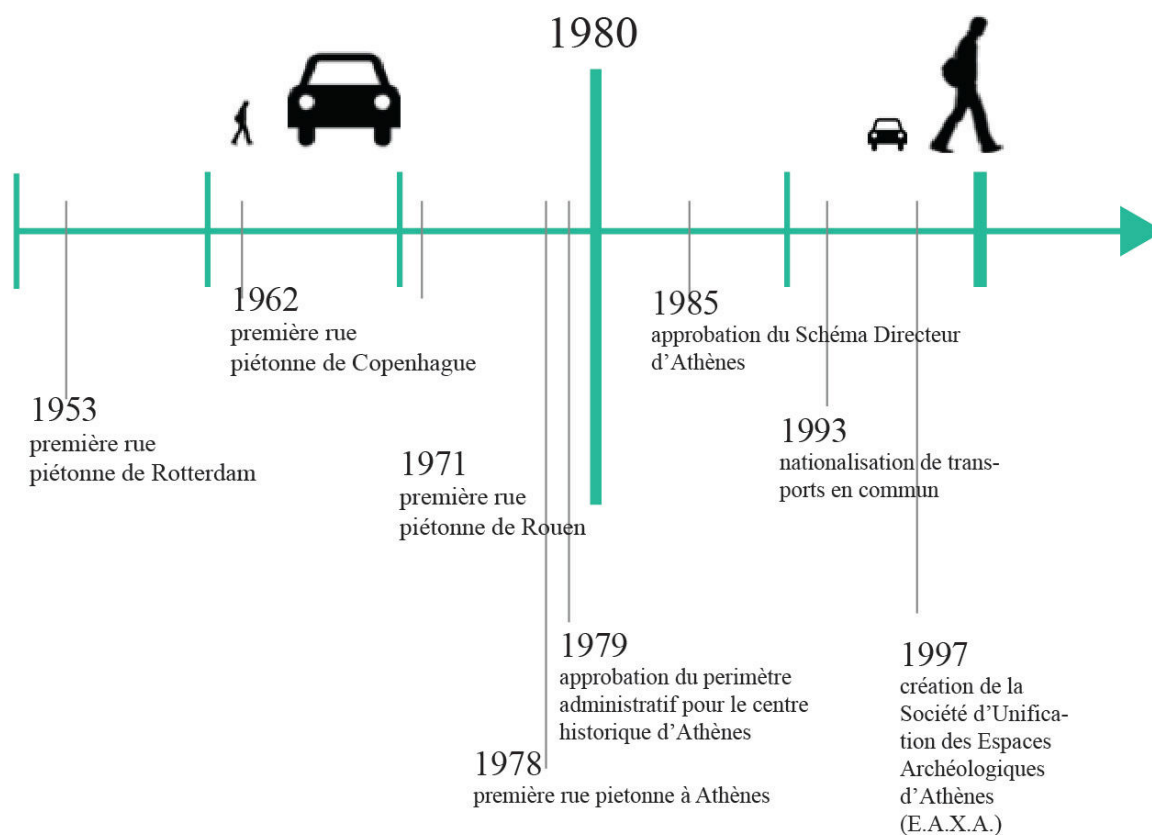 1980
1962
première rue
piétonne de Copenhague
1985
approbation du Schéma Directeur
d’Athènes
1953
première rue
piétonne de Rotterdam
1993
nationalisation de trans-
ports en commun
1971
première rue
piétonne de Rouen
1979
approbation du perimètre
administratif pour le centre
historique d’Athènes
1997
création de la
Société d’Unifica-
tion des Espaces
Archéologiques
d’Athènes
(E.A.X.A.)
1978
première rue pietonne à Athènes